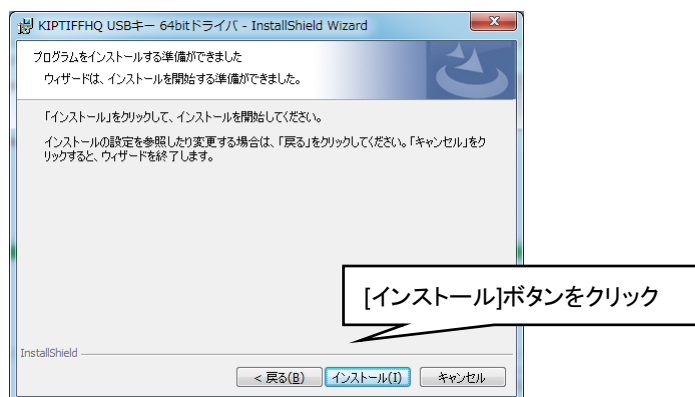 KIPTIFFHQ USBキー 64bitドライバ - InstallShield Wizard
プログラムをインストールする準備ができました
ウィザードは、インストールを開始する準備ができました。
「インストール」をクリックして、インストールを開始してください。
インストールの設定を参照したり変更する場合は、「戻る」をクリックしてください。「キャンセル」をク
リックすると、ウィザードを終了します。
[インストール]ボタンをクリック
InstallShield
< 戻る(B) インストール(I) キャンセル